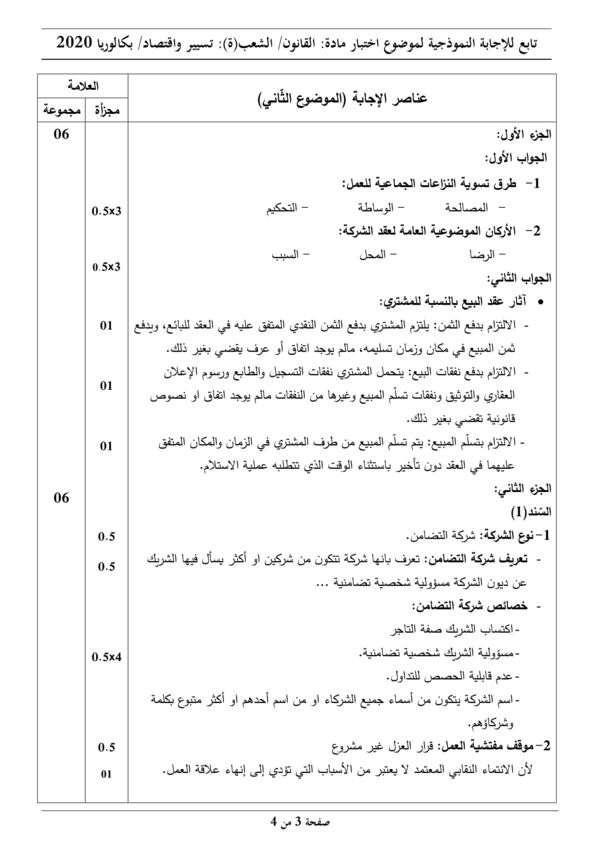 تابع للإجابة النموذجية لموضوع اختبار مادة: القانون/ الشعب(ة): تسيير واقتصاد/ بكالوريا 2020
العلامة
عناصر الإجابة (الموضوع الثّاني)
مجموعة
مجزأة
06
الجزء الأول:
الجواب الأول:
1- طرق تسوية النزاعات الجماعية للعمل:
0.5x3
- المصالحة - الوساطة - التحكيم
2- الأركان الموضوعية العامة لعقد الشركة:
0.5x3
- الرضا - المحل - السبب
الجواب الثاني:
• آثار عقد البيع بالنسبة للمشتري:
01
- الالتزام بدفع الثمن: يلتزم المشتري بدفع الثمن النقدي المتفق عليه في العقد للبائع، ويدفع
ثمن المبيع في مكان وزمان تسليمه، مالم يوجد اتفاق أو عرف يقضي بغير ذلك.
01
- الالتزام بدفع نفقات البيع: يتحمل المشتري نفقات التسجيل والطابع ورسوم الإعلان
العقاري والتوثيق ونفقات تسلّم المبيع وغيرها من النفقات مالم يوجد اتفاق او نصوص
قانونية تقضي بغير ذلك.
01
- الالتزام بتسلّم المبيع: يتم تسلّم المبيع من طرف المشتري في الزمان والمكان المتفق
عليهما في العقد دون تأخير باستثناء الوقت الذي تتطلبه عملية الاستلام.
06
الجزء الثاني:
السّند(1)
0.5
1-نوع الشركة: شركة التضامن.
0.5
- تعريف شركة التضامن: تعرف بانها شركة تتكون من شركين او أكثر يسأل فيها الشريك
عن ديون الشركة مسؤولية شخصية تضامنية ...
- خصائص شركة التضامن:
-اكتساب الشريك صفة التاجر
0.5x4
-مسؤولية الشريك شخصية تضامنية.
-عدم قابلية الحصص للتداول.
-اسم الشركة يتكون من أسماء جميع الشركاء او من اسم أحدهم او أكثر متبوع بكلمة
وشركاؤهم.
0.5
2-موقف مفتشية العمل: قرار العزل غير مشروع
01
لأن الانتماء النقابي المعتمد لا يعتبر من الأسباب التي تؤدي إلى إنهاء علاقة العمل.
صفحة 3 من 4